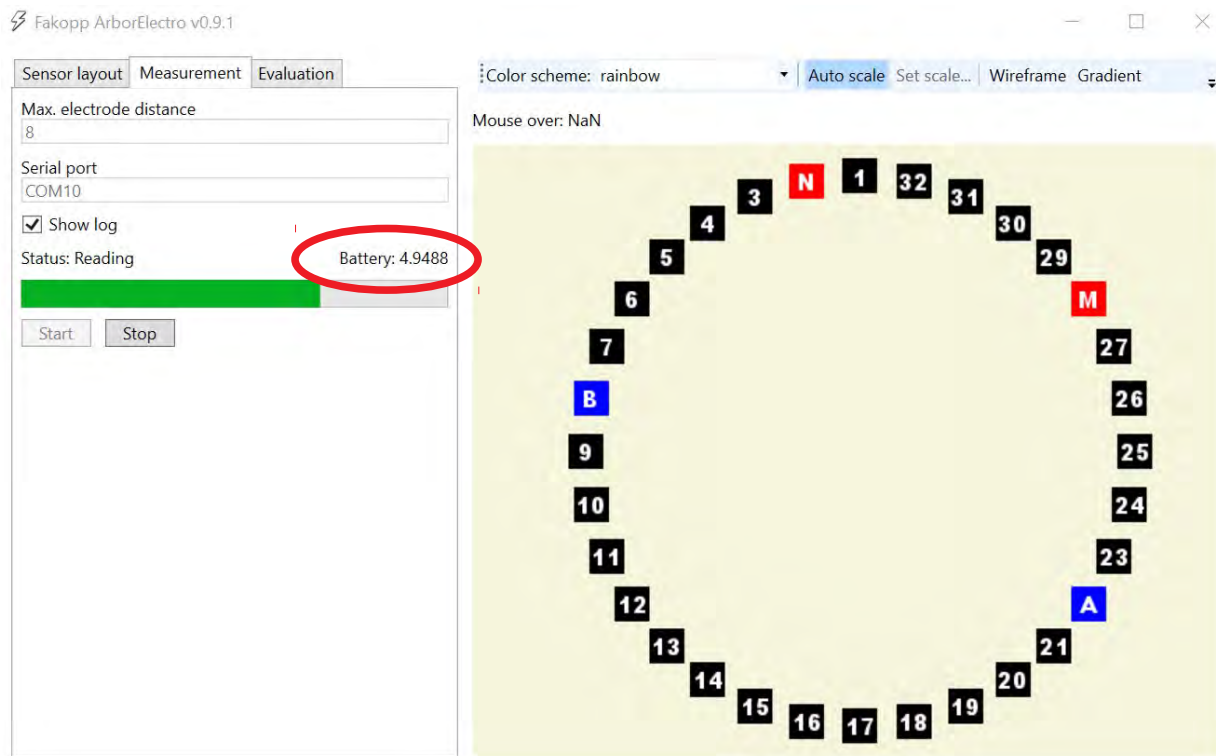 Fakopp ArborElectro v0.9.1
Sensor layout Measurement Evaluation
Max. electrode distance
8
Serial port
COM10
Show log
Status: Reading Battery: 4.9488
Start Stop
Color scheme: rainbow Auto scale Set scale... Wireframe Gradient
Mouse over: NaN
N 1 32
3 31
4 30
5 29
6 M
7 27
B 26
9 25
10 24
11 23
12 A
13 21
14 20
15 19
16 17 18